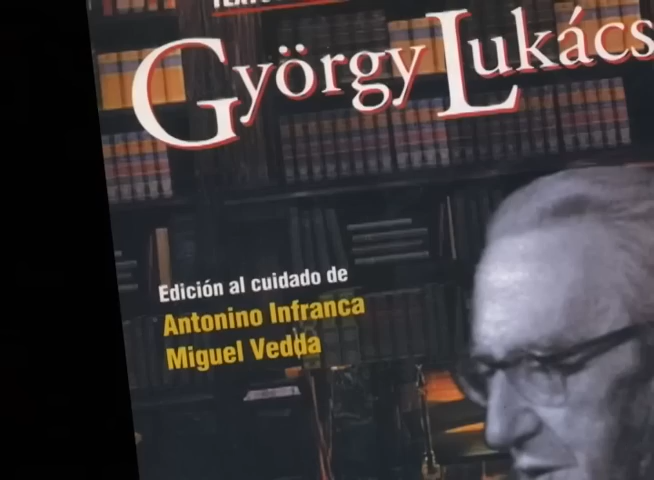 György Lukács
Edición al cuidado de
Antonino Infranca
Miguel Vedda